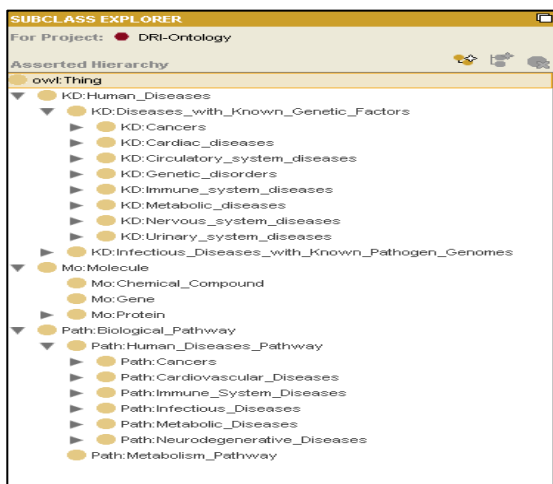 SUBCLASS EXPLORER
For Project: DRI-Ontology
Asserted Hierarchy
owl:Thing
KD:Human_Diseases
KD:Diseases_with_Known_Genetic_Factors
KD:Cancers
KD:Cardiac_diseases
KD:Circulatory_system_diseases
KD:Genetic_disorders
KD:Immune_system_diseases
KD:Metabolic_diseases
KD:Nervous_system_diseases
KD:Urinary_system_diseases
KD:Infectious_Diseases_with_Known_Pathogen_Genomes
Mo:Molecule
Mo:Chemical_Compound
Mo:Gene
Mo:Protein
Path:Biological_Pathway
Path:Human_Diseases_Pathway
Path:Cancers
Path:Cardiovascular_Diseases
Path:Immune_System_Diseases
Path:Infectious_Diseases
Path:Metabolic_Diseases
Path:Neurodegenerative_Diseases
Path:Metabolism_Pathway